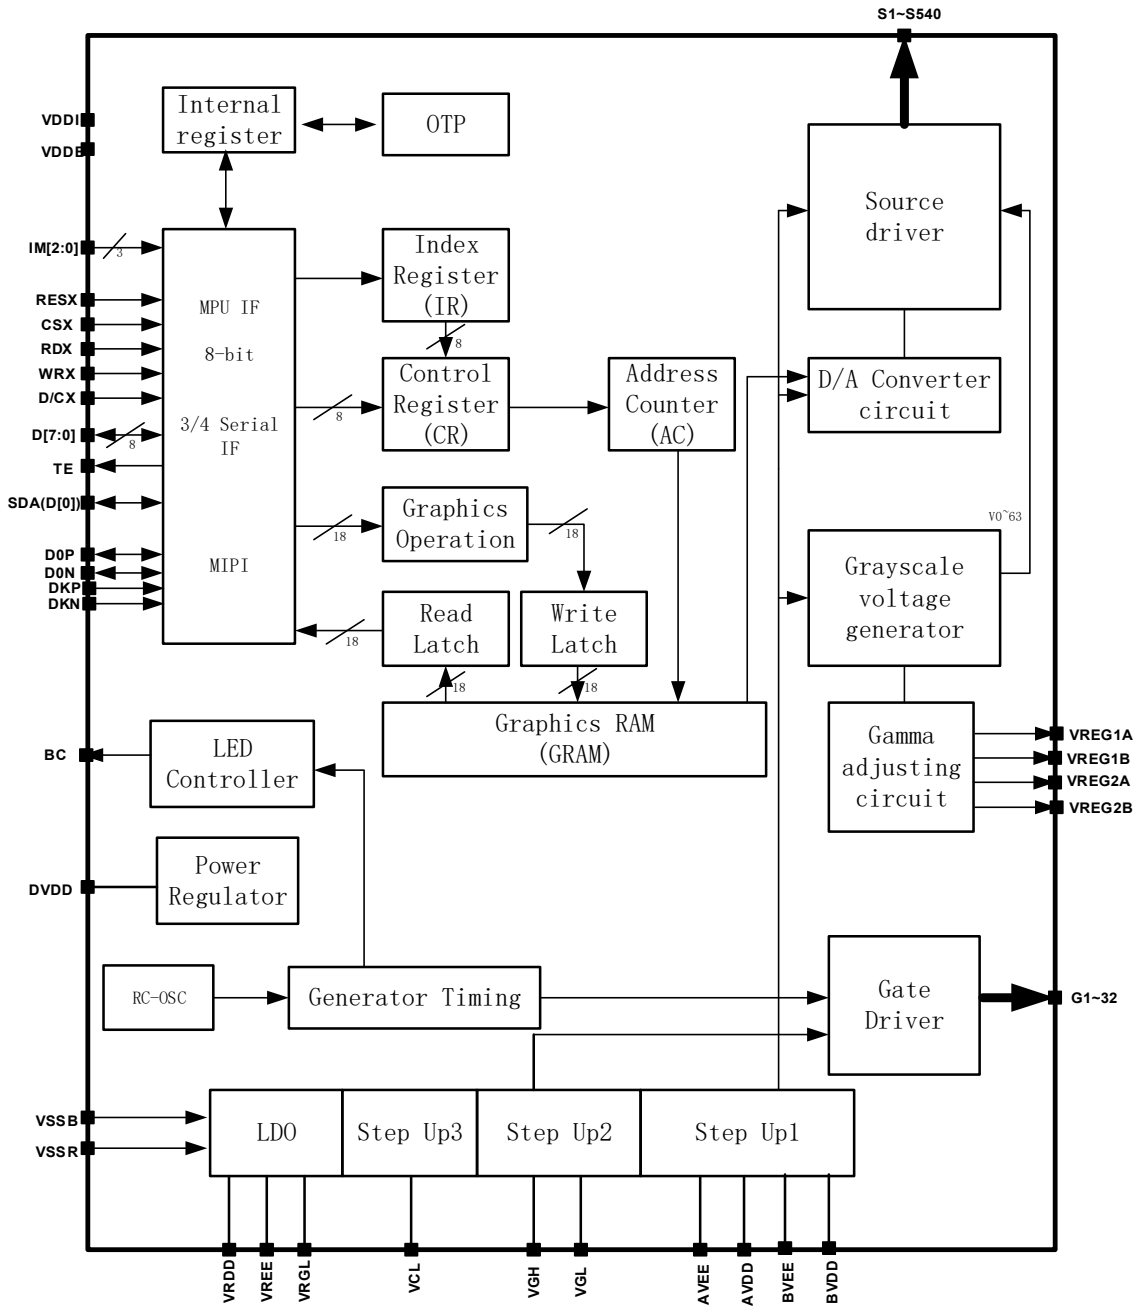 S1~S540
VDDI
VDDB
Internal
register
OTP
Source
driver
IM[2:0]
3
RESX
CSX
RDX
WRX
D/CX
D[7:0]
8
TE
SDA(D[0])
D0P
D0N
DKP
DKN
MPU IF
8-bit
3/4 Serial
IF
MIPI
Index
Register
(IR)
8
8
Control
Register
(CR)
Address
Counter
(AC)
D/A Converter
circuit
18
Graphics
Operation
18
V0~63
Grayscale
voltage
generator
18
Read
Latch
Write
Latch
18
18
Graphics RAM
(GRAM)
Gamma
adjusting
circuit
VREG1A
VREG1B
VREG2A
VREG2B
BC
LED
Controller
DVDD
Power
Regulator
RC-OSC
Generator Timing
Gate
Driver
G1~32
VSSB
VSSR
LDO
Step Up3
Step Up2
Step Up1
VRDD
VREE
VRGL
VCL
VGH
VGL
AVEE
AVDD
BVEE
BVDD